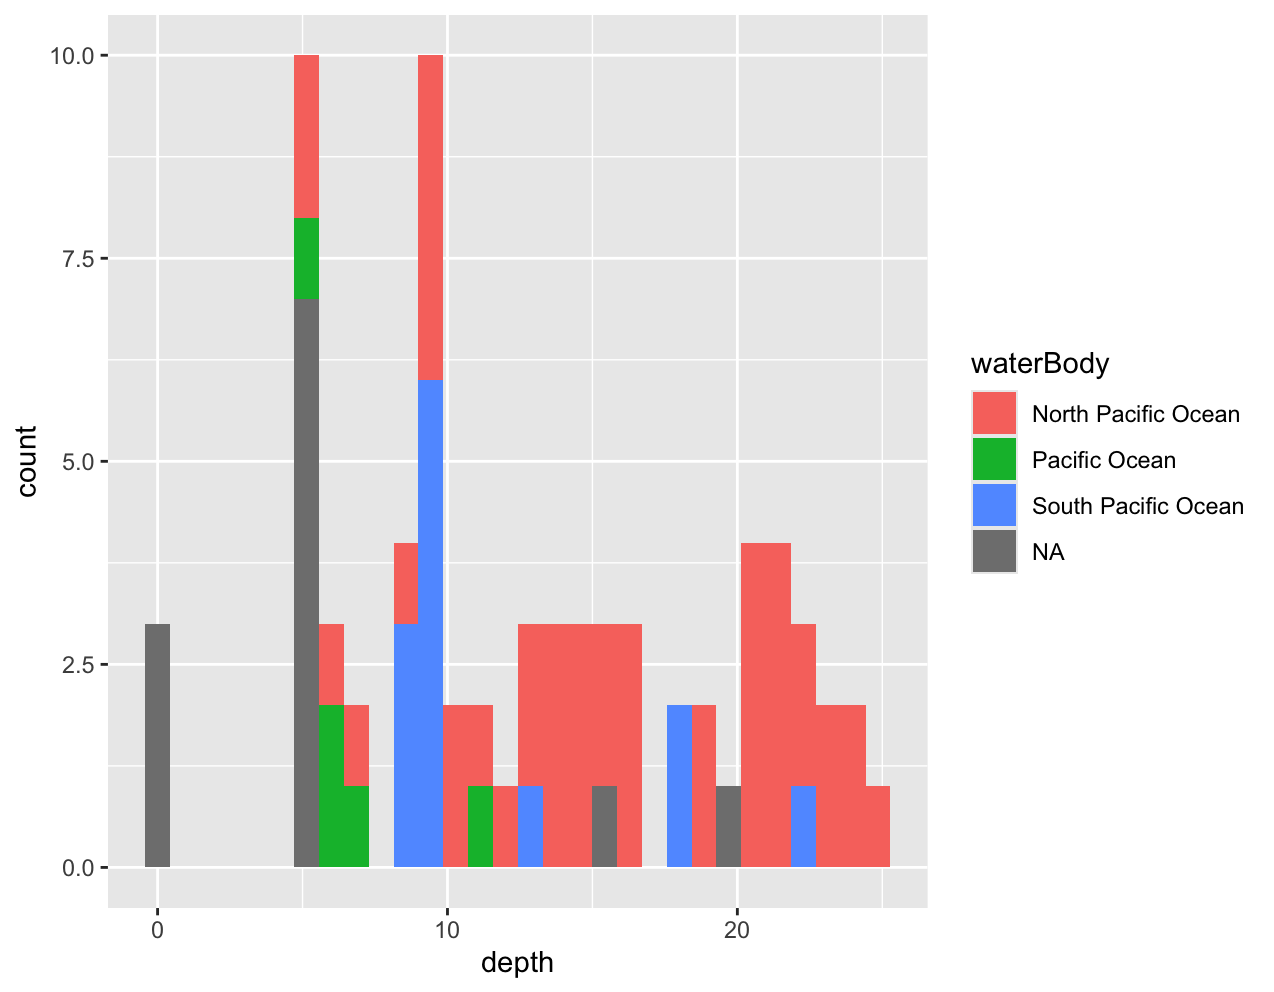 10.0
7.5
5.0
2.5
0.0
count
0 10 20
depth
waterBody
North Pacific Ocean
Pacific Ocean
South Pacific Ocean
NA